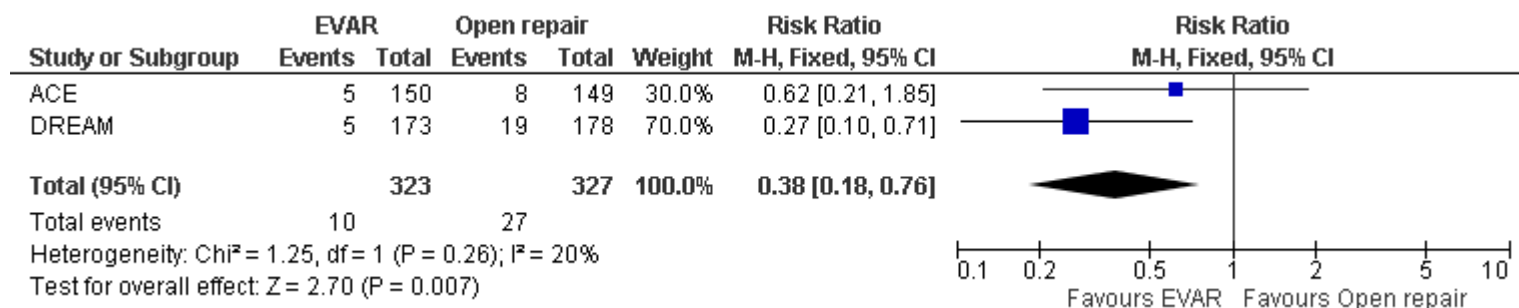 EVAR Open repair Risk Ratio Risk Ratio
Study or Subgroup Events Total Events Total Weight M-H, Fixed, 95% CI M-H, Fixed, 95% CI
ACE 5 150 8 149 30.0% 0.62 [0.21, 1.85]
DREAM 5 173 19 178 70.0% 0.27 [0.10, 0.71]
Total (95% CI) 323 327 100.0% 0.38 [0.18, 0.76]
Total events 10 27
Heterogeneity: Chi² = 1.25, df = 1 (P = 0.26); I² = 20%
Test for overall effect: Z = 2.70 (P = 0.007)
0.1 0.2 0.5 1 2 5 10
Favours EVAR Favours Open repair